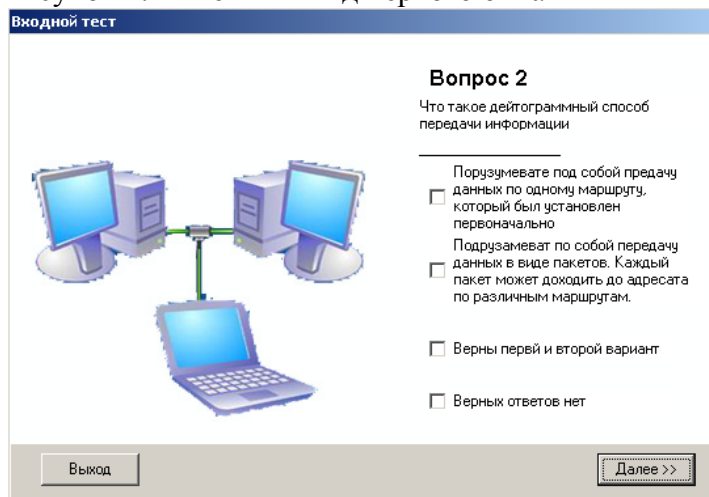 Входной тест
Вопрос 2
Что такое дейтограммный способ
передачи информации
Порузумевате под собой предачу
данных по одному маршруту,
который был установлен
первоначально
Подрузамеват по собой передачу
данных в виде пакетов. Каждый
пакет может доходить до адресата
по различным маршрутам.
Верны первй и второй вариант
Верных ответов нет
Выход
Далее >>